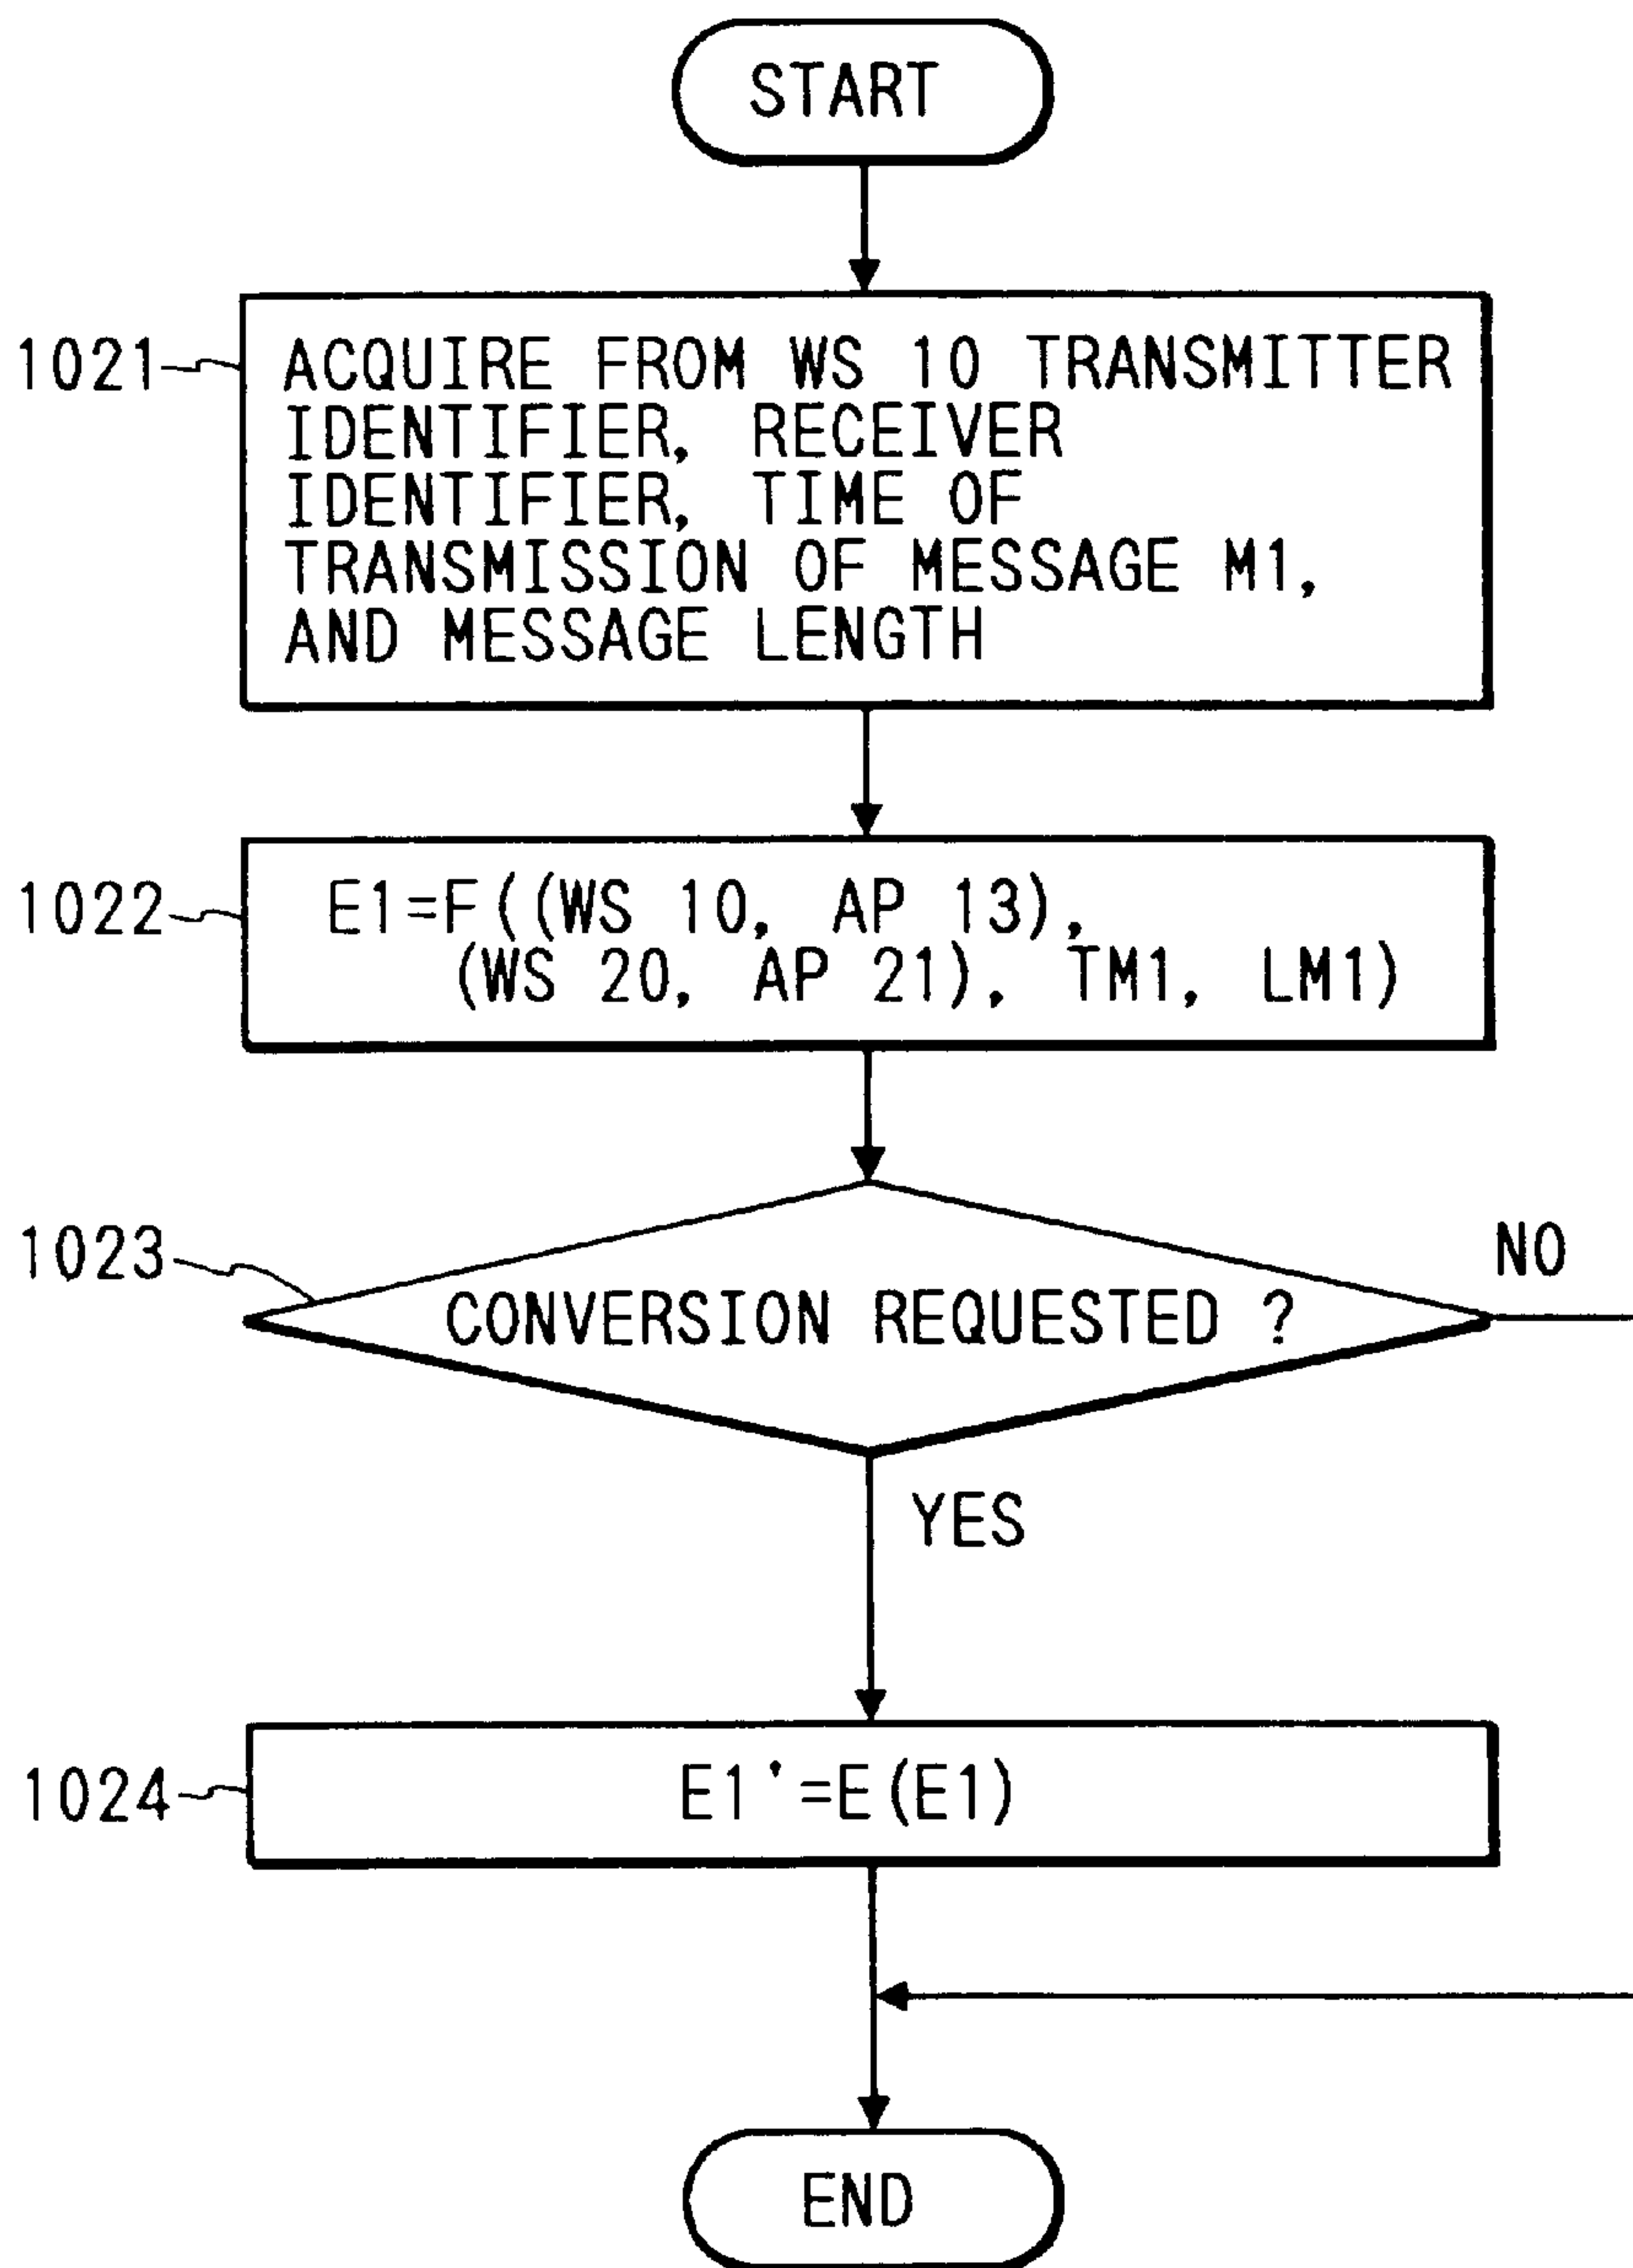 START
1021
ACQUIRE FROM WS 10 TRANSMITTER
IDENTIFIER, RECEIVER
IDENTIFIER, TIME OF
TRANSMISSION OF MESSAGE M1,
AND MESSAGE LENGTH
1022
E1=F((WS 10, AP 13),
(WS 20, AP 21), TM1, LM1)
1023
CONVERSION REQUESTED ?
NO
YES
1024
E1'=E(E1)
END